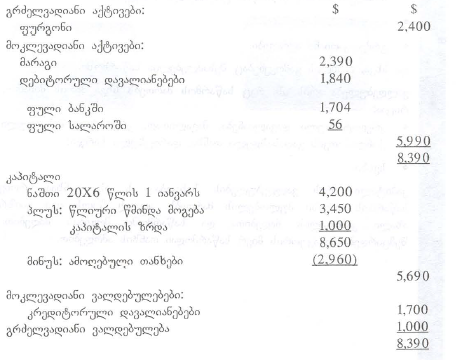 გრძელვადიანი აქტივები: $ $
ფურგონი 2,400
მოკლევადიანი აქტივები:
მარაგი 2,390
დებიტორული დავალიანებები 1,840
ფული ბანკში 1,704
ფული სალაროში 56
5,990
8,390
კაპიტალი
ნაშთი 20X6 წლის 1 იანვარს 4,200
პლუს: წლიური წმინდა მოგება 3,450
კაპიტალის ზრდა 1,000
8,650
მინუს: ამოღებული თანხები (2,960)
5,690
მოკლევადიანი ვალდებულებები:
კრედიტორული დავალიანებები 1,700
გრძელვადიანი ვალდებულება 1,000
8,390